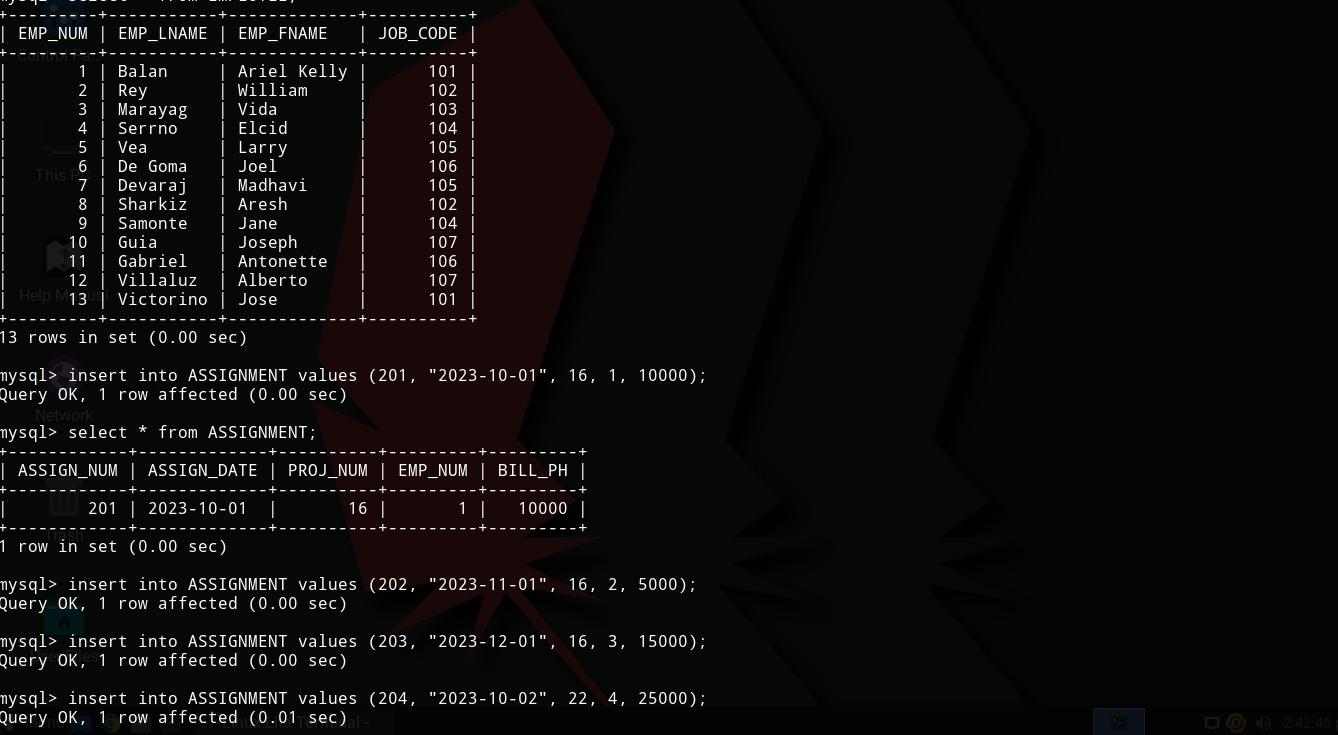 +---------+-----------+-------------+----------+
| EMP_NUM | EMP_LNAME | EMP_FNAME   | JOB_CODE |
+---------+-----------+-------------+----------+
|       1 | Balan     | Ariel Kelly |      101 |
|       2 | Rey       | William     |      102 |
|       3 | Marayag   | Vida        |      103 |
|       4 | Serrno    | Elcid       |      104 |
|       5 | Vea       | Larry       |      105 |
|       6 | De Goma   | Joel        |      106 |
|       7 | Devaraj   | Madhavi     |      105 |
|       8 | Sharkiz   | Aresh       |      102 |
|       9 | Samonte   | Jane        |      104 |
|      10 | Guia      | Joseph      |      107 |
|      11 | Gabriel   | Antonette   |      106 |
|      12 | Villaluz  | Alberto     |      107 |
|      13 | Victorino | Jose        |      101 |
+---------+-----------+-------------+----------+
13 rows in set (0.00 sec)
mysql> insert into ASSIGNMENT values (201, "2023-10-01", 16, 1, 10000);
Query OK, 1 row affected (0.00 sec)
mysql> select * from ASSIGNMENT;
+------------+-------------+----------+---------+---------+
| ASSIGN_NUM | ASSIGN_DATE | PROJ_NUM | EMP_NUM | BILL_PH |
+------------+-------------+----------+---------+---------+
|        201 | 2023-10-01  |       16 |       1 |   10000 |
+------------+-------------+----------+---------+---------+
1 row in set (0.00 sec)
mysql> insert into ASSIGNMENT values (202, "2023-11-01", 16, 2, 5000);
Query OK, 1 row affected (0.00 sec)
mysql> insert into ASSIGNMENT values (203, "2023-12-01", 16, 3, 15000);
Query OK, 1 row affected (0.00 sec)
mysql> insert into ASSIGNMENT values (204, "2023-10-02", 22, 4, 25000);
Query OK, 1 row affected (0.01 sec)
Network
Trash
2:42:46